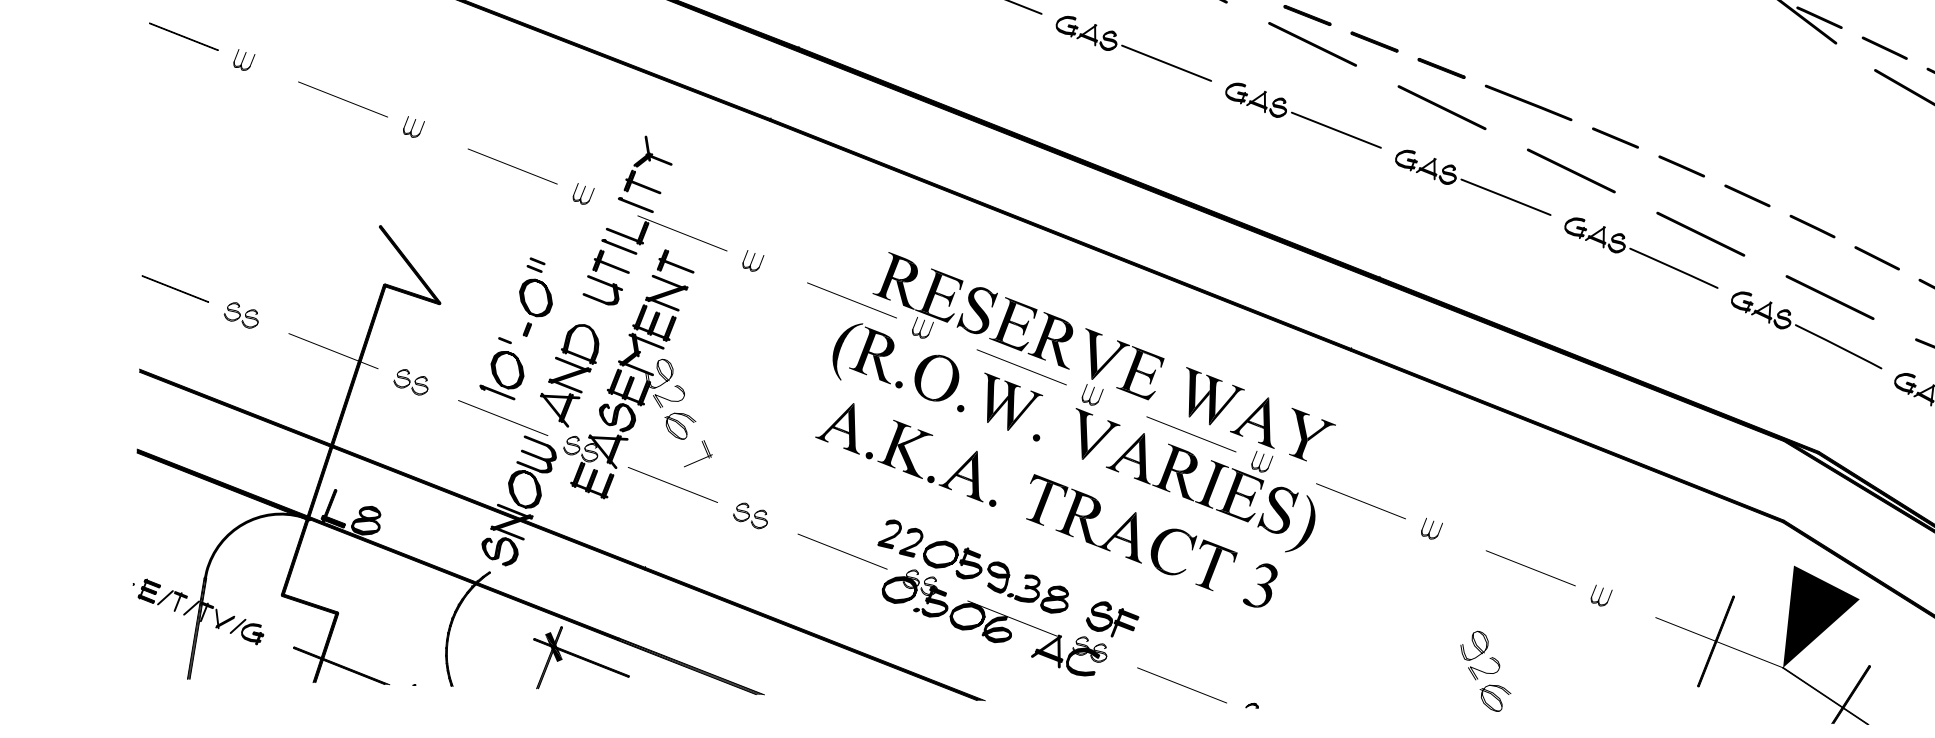 GAS
GAS
GAS
GAS
GAS
GA
W
W
W
W
W
W
W
W
W
10'-0"
SNOW AND UTILITY
EASEMENT
RESERVE WAY
(R.O.W. VARIES)
A.K.A. TRACT 3
22059.38 SF
0.506 AC
SS
SS
SS
SS
SS
SS
926
926
L8
E/T/TV/G